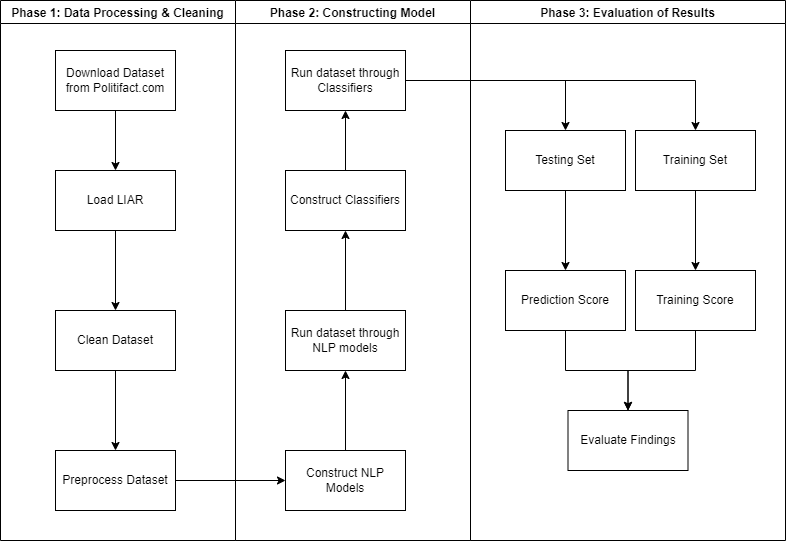 Phase 1: Data Processing & Cleaning
Download Dataset
from Politifact.com
Load LIAR
Clean Dataset
Preprocess Dataset
Phase 2: Constructing Model
Run dataset through
Classifiers
Construct Classifiers
Run dataset through
NLP models
Construct NLP
Models
Phase 3: Evaluation of Results
Testing Set
Training Set
Prediction Score
Training Score
Evaluate Findings